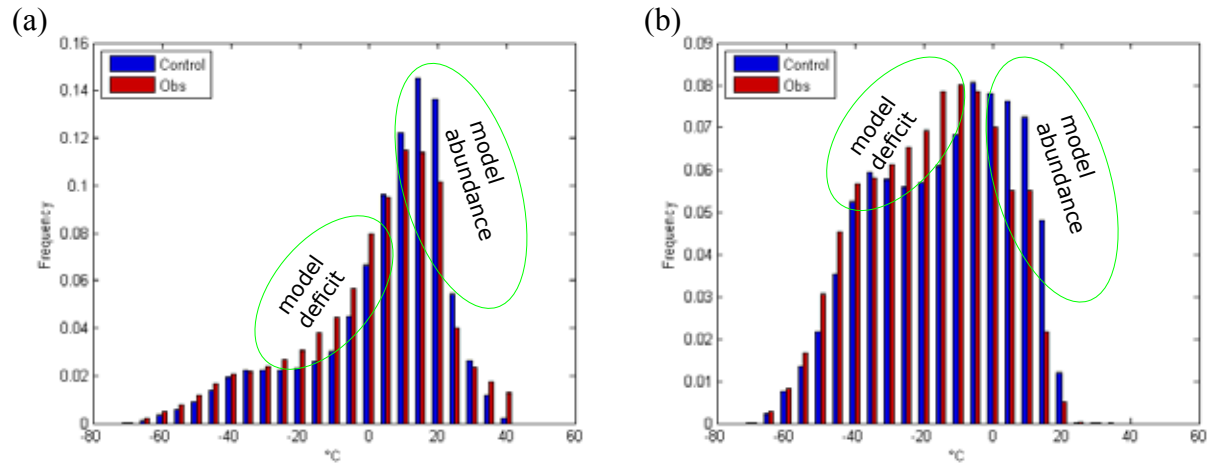 (a)
0.16
0.14
0.12
0.1
0.08
0.06
0.04
0.02
0
Frequency
Control
Obs
model
deficit
model
abundance
-80 -60 -40 -20 0 20 40 60
°C
(b)
0.09
0.08
0.07
0.06
0.05
0.04
0.03
0.02
0.01
0
Frequency
Control
Obs
model
deficit
model
abundance
-80 -60 -40 -20 0 20 40 60
°C